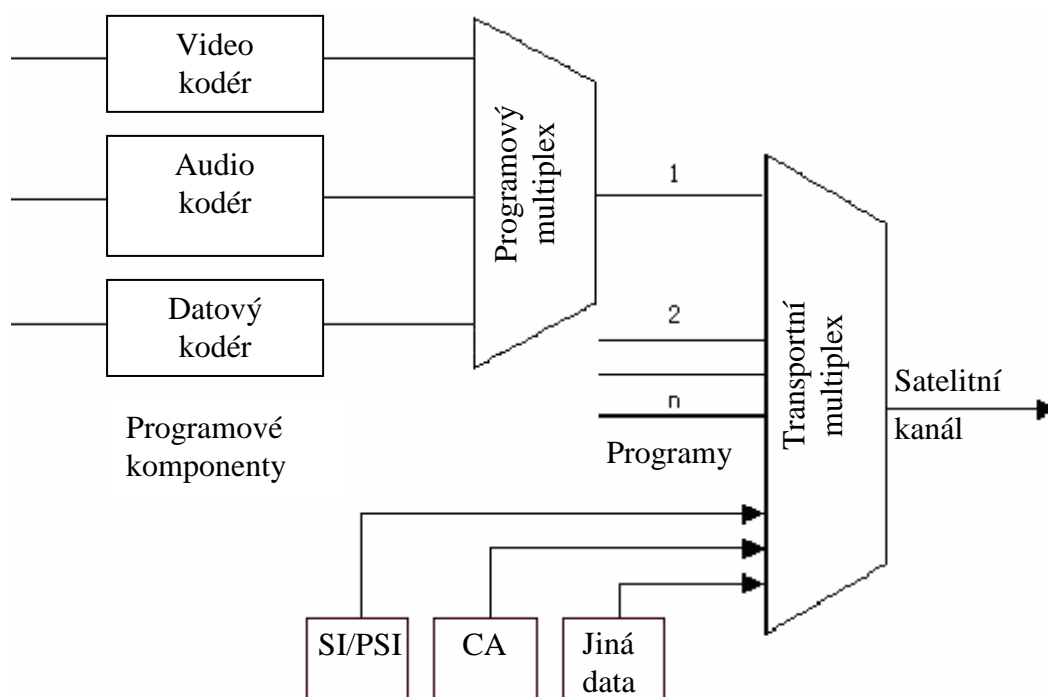 Video
kodér
Audio
kodér
Datový
kodér
Programové
komponenty
Programový
multiplex
1
2
n
Programy
Transportní
multiplex
Satelitní
kanál
SI/PSI
CA
Jiná
data